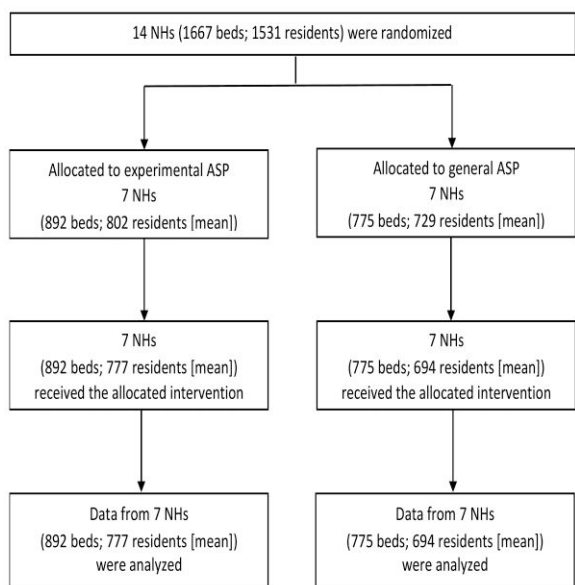 14 NHs (1667 beds; 1531 residents) were randomized
Allocated to experimental ASP
7 NHs
(892 beds; 802 residents [mean])
Allocated to general ASP
7 NHs
(775 beds; 729 residents [mean])
7 NHs
(892 beds; 777 residents [mean])
received the allocated intervention
7 NHs
(775 beds; 694 residents [mean])
received the allocated intervention
Data from 7 NHs
(892 beds; 777 residents [mean])
were analyzed
Data from 7 NHs
(775 beds; 694 residents [mean])
were analyzed